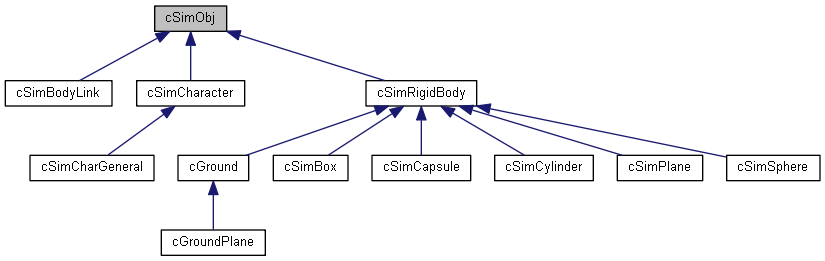 cSimObj
cSimBodyLink
cSimCharacter
cSimRigidBody
cSimCharGeneral
cGround
cSimBox
cSimCapsule
cSimCylinder
cSimPlane
cSimSphere
cGroundPlane